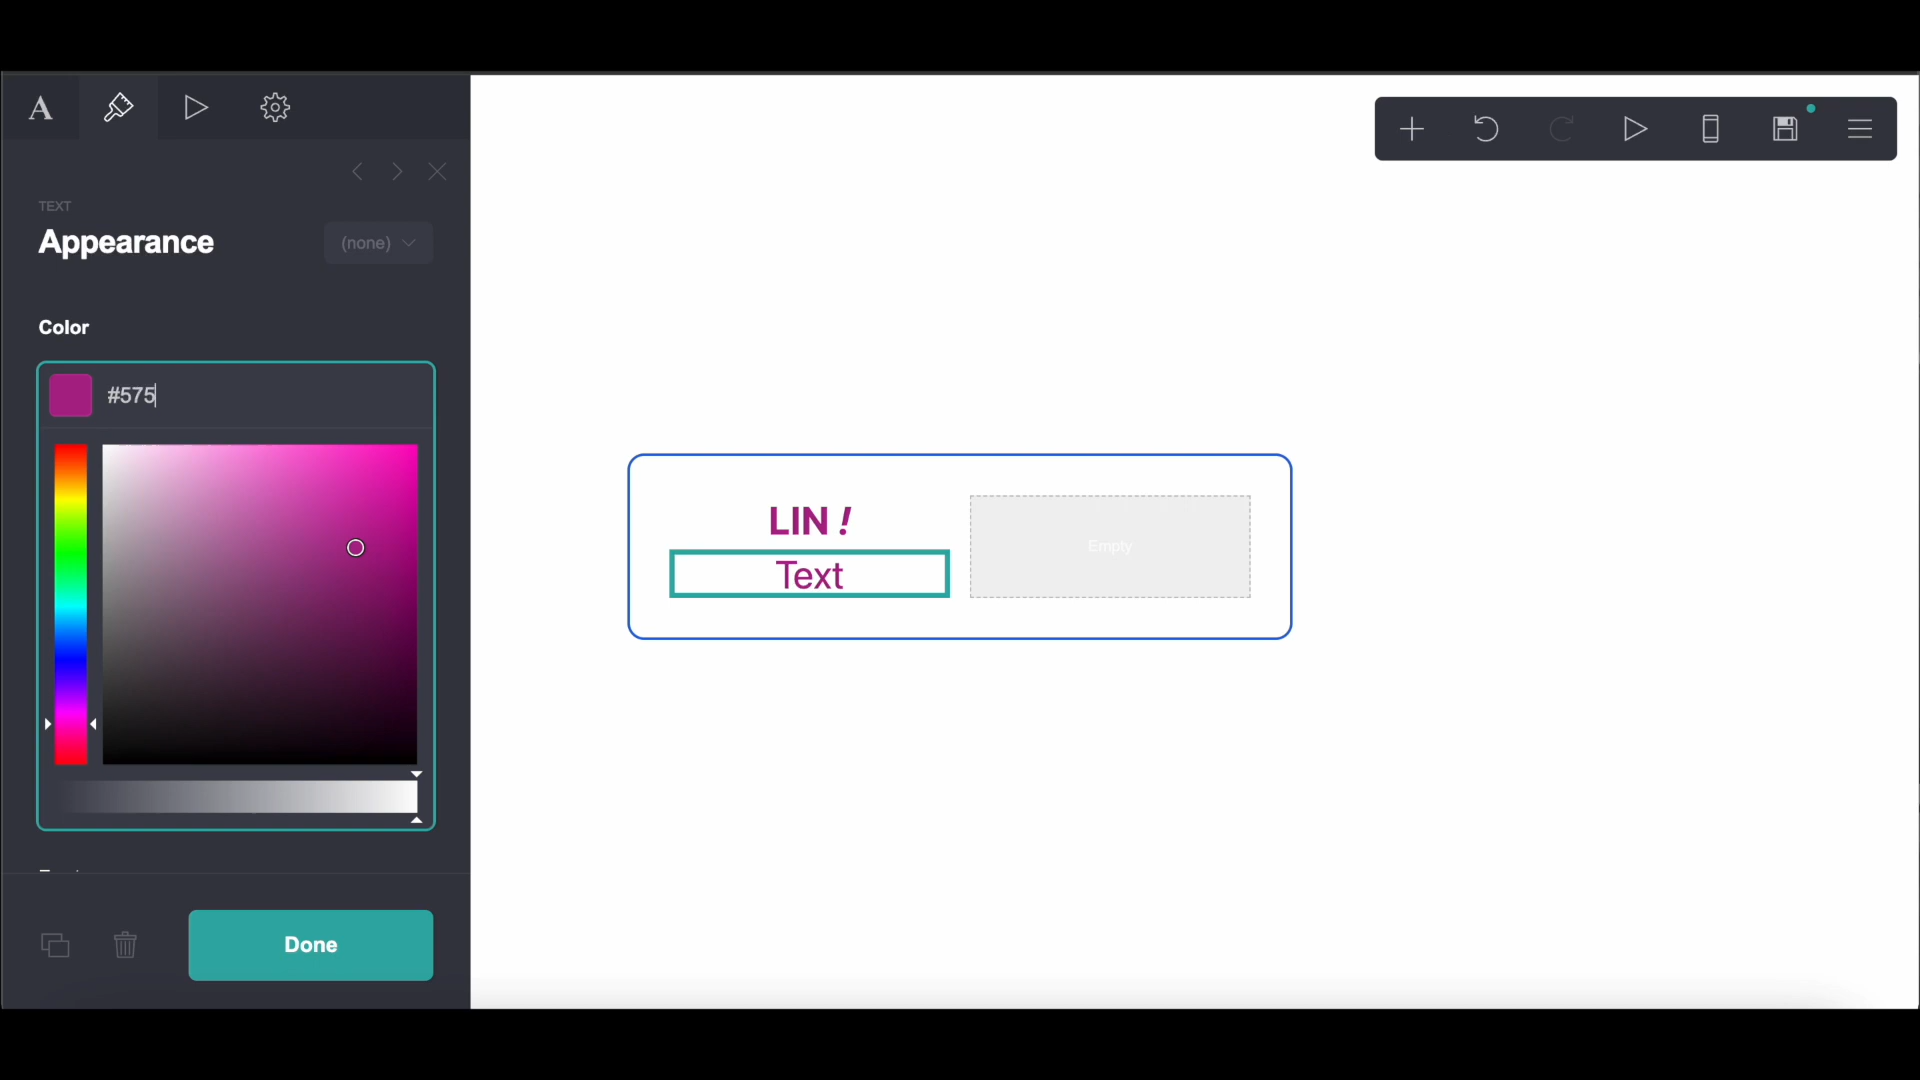 A
TEXT
Appearance
(none)
Color
#575
Done
LIN !
Text
Empty